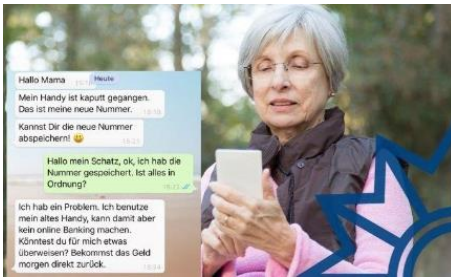 Hallo Mama
Heute
Mein Handy ist kaputt gegangen.
Das ist meine neue Nummer.
Kannst Dir die neue Nummer
abspeichern! 😀
Hallo mein Schatz, ok, ich hab die
Nummer gespeichert. Ist alles in
Ordnung?
Ich hab ein Problem. Ich benutze
mein altes Handy, kann damit aber
kein online Banking machen.
Könntest du für mich etwas
überweisen? Bekommst das Geld
morgen direkt zurück.